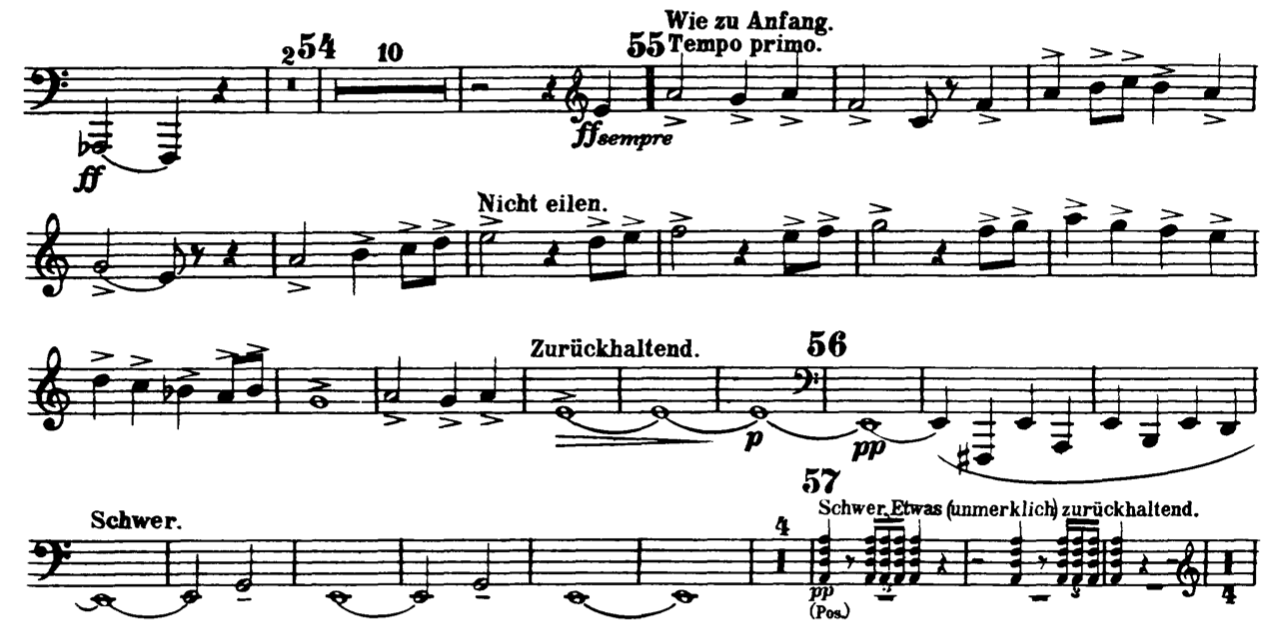 Wie zu Anfang.
2 54 10 55 Tempo primo.
ff ff sempre
Nicht eilen.
Zurückhaltend. 56
p pp
57
Schwer. Schwer. Etwas (unmerklich) zurückhaltend.
4
3 3
pp 4
(Pos.)